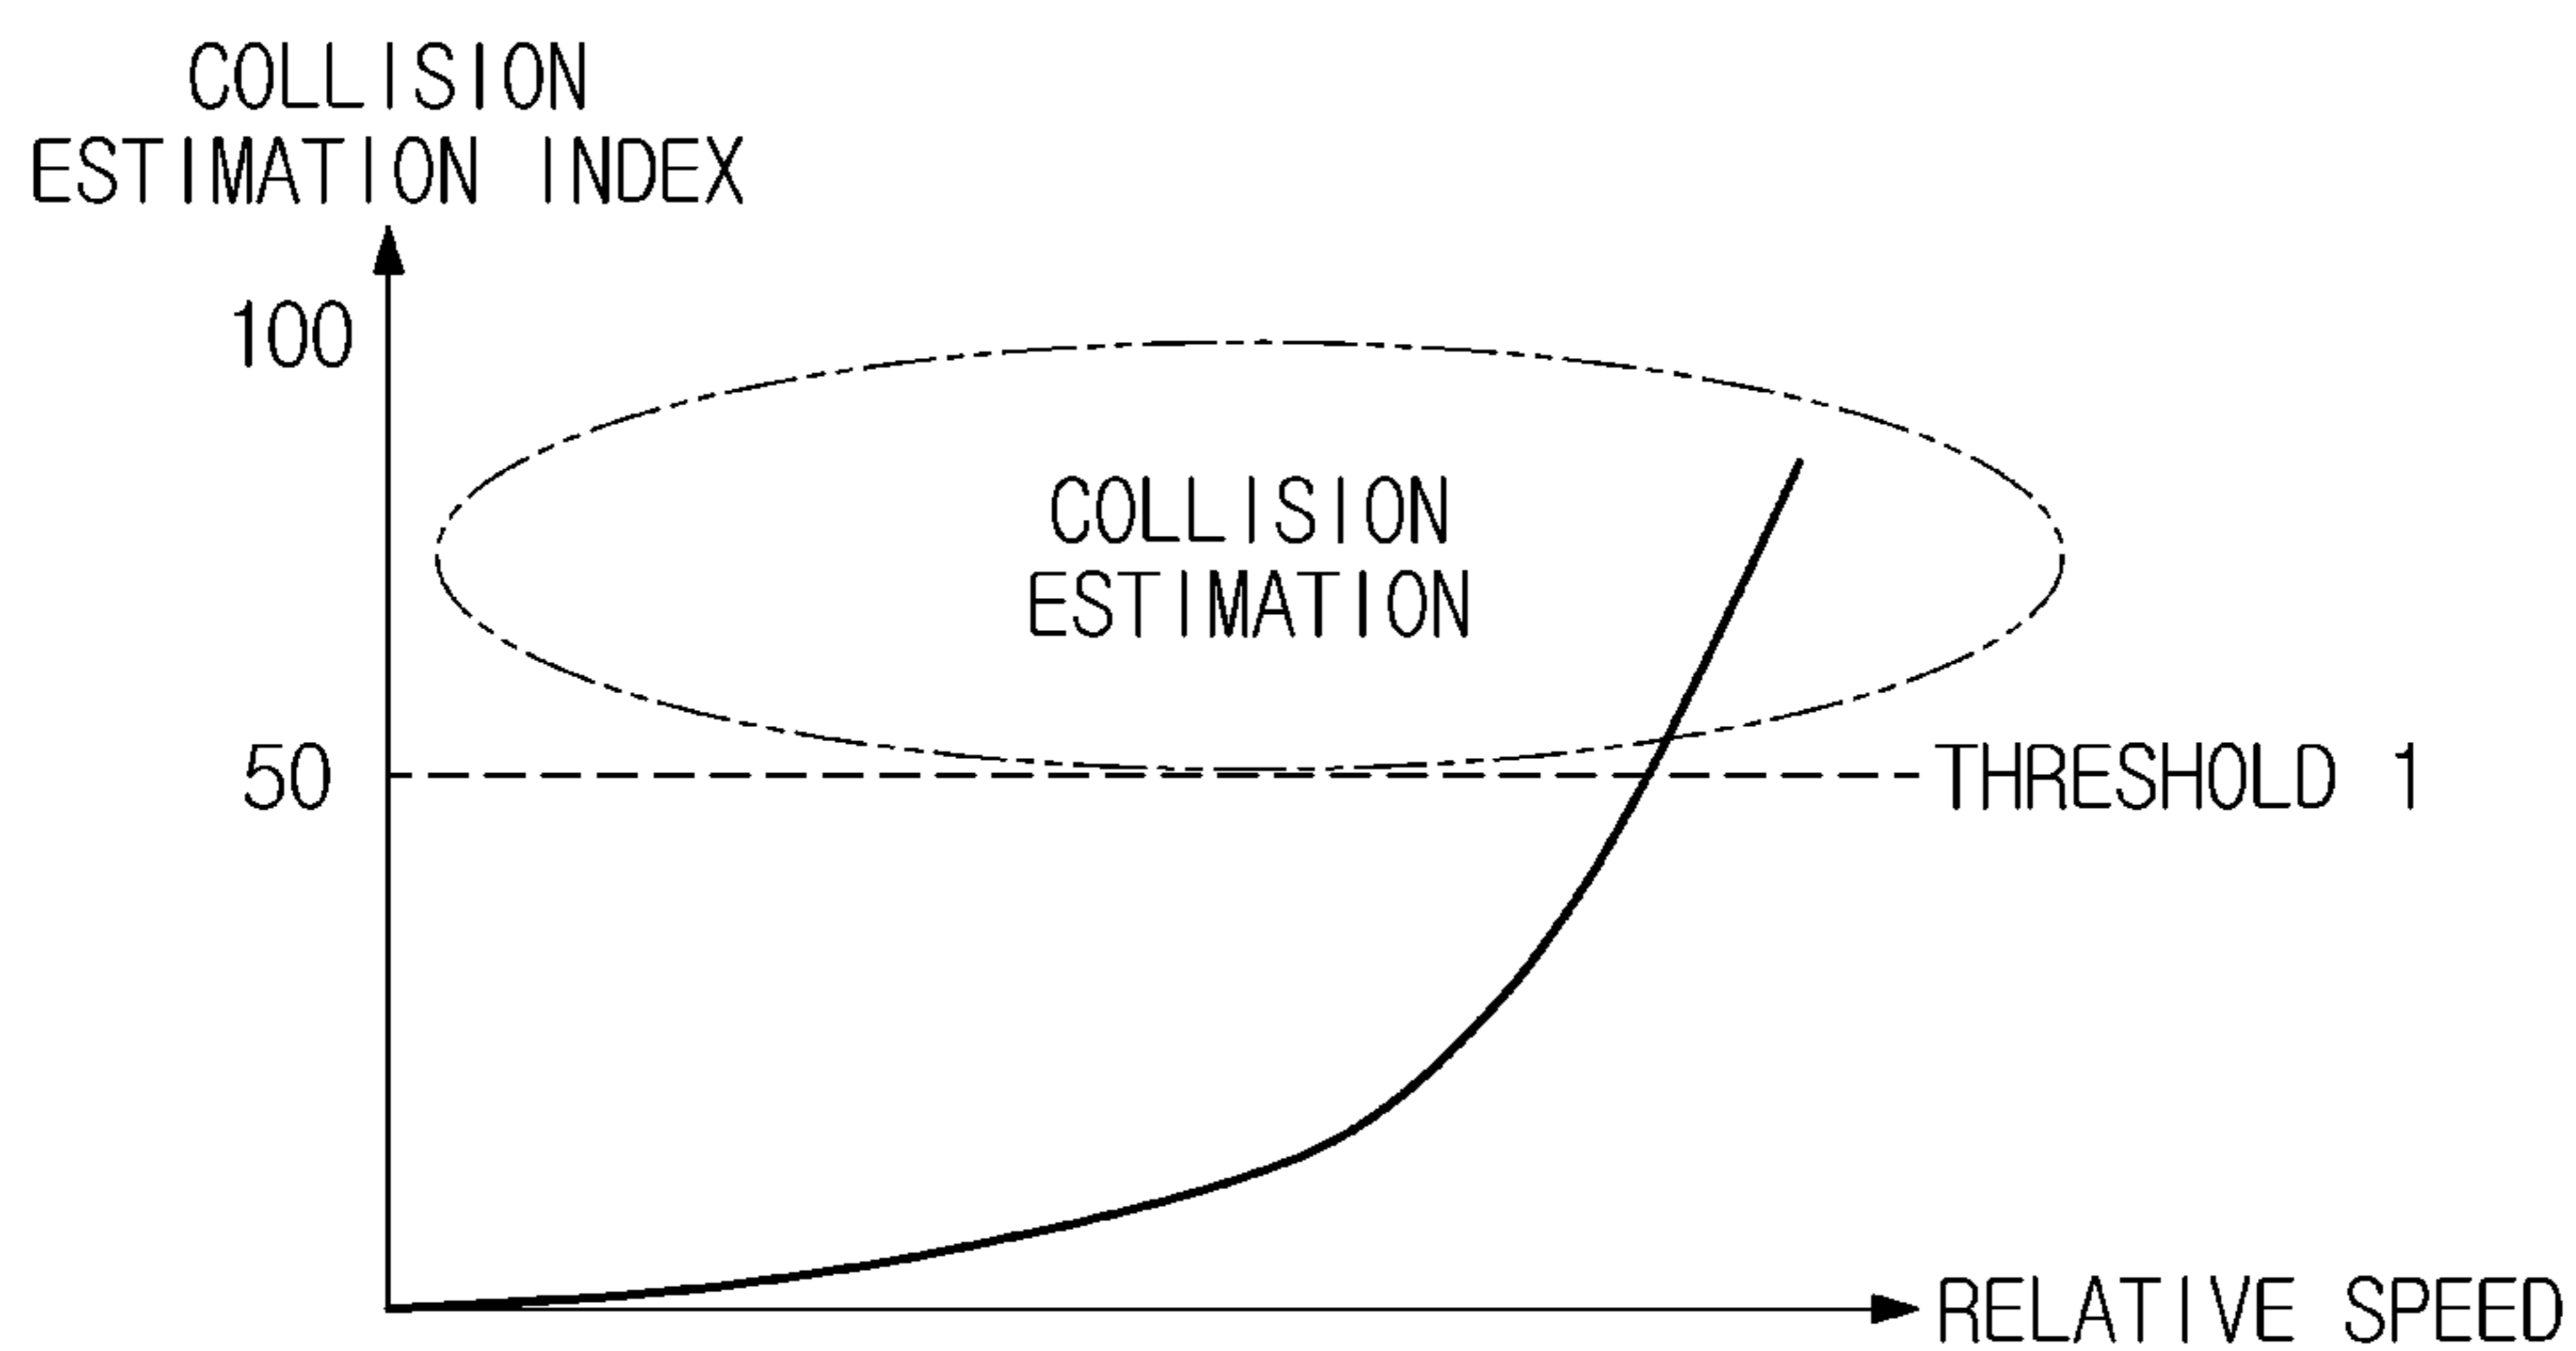 COLLISION
ESTIMATION INDEX
100
COLLISION
ESTIMATION
50
THRESHOLD 1
RELATIVE SPEED